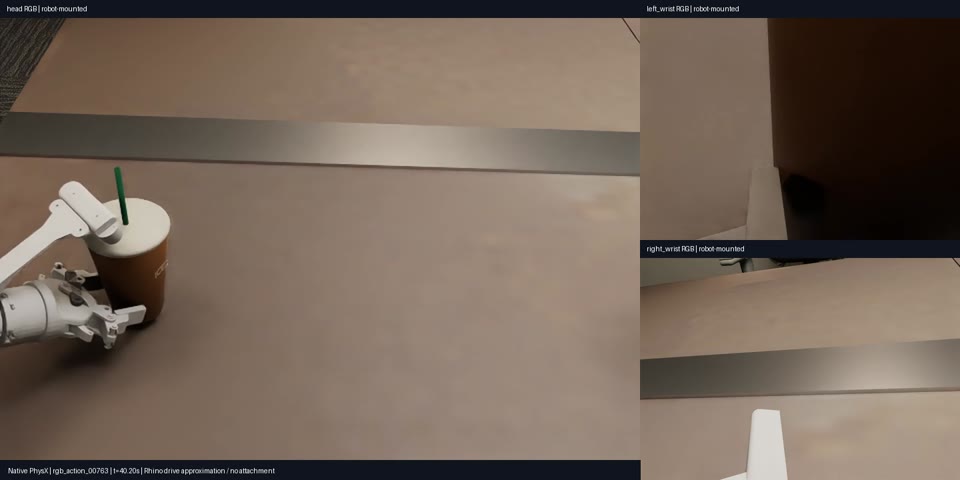 head RGB | robot-mounted
left_wrist RGB | robot-mounted
right_wrist RGB | robot-mounted
Native PhysX | rgb_action_00763 | t=40.20s | Rhino drive approximation / no attachment